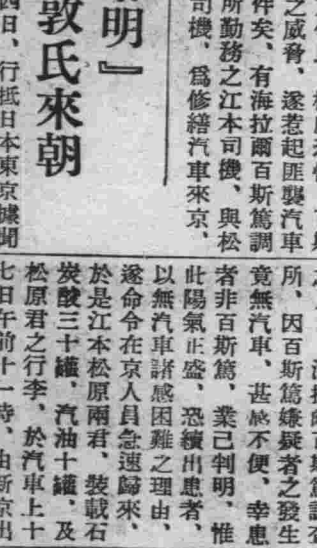 之威脅、遂惹起匪襲汽車
件矣、有海拉爾百斯篤調
所勤務之江本司機、與松
司機、爲修繕汽車來京、
明』
敦氏來朝
四日、行抵日本東京據聞
所、因百斯篤嫌疑者之發生
竟無汽車、甚感不便、幸患
者非百斯篤、業已判明、惟
此陽氣正盛、恐續出患者、
以無汽車諸感困難之理由、
遂命令在京人員急速歸來、
於是江本松原兩君、裝載石
炭酸三十罐、汽油十罐、及
松原君之行李、於汽車上十
七日午前十一時、由新京出